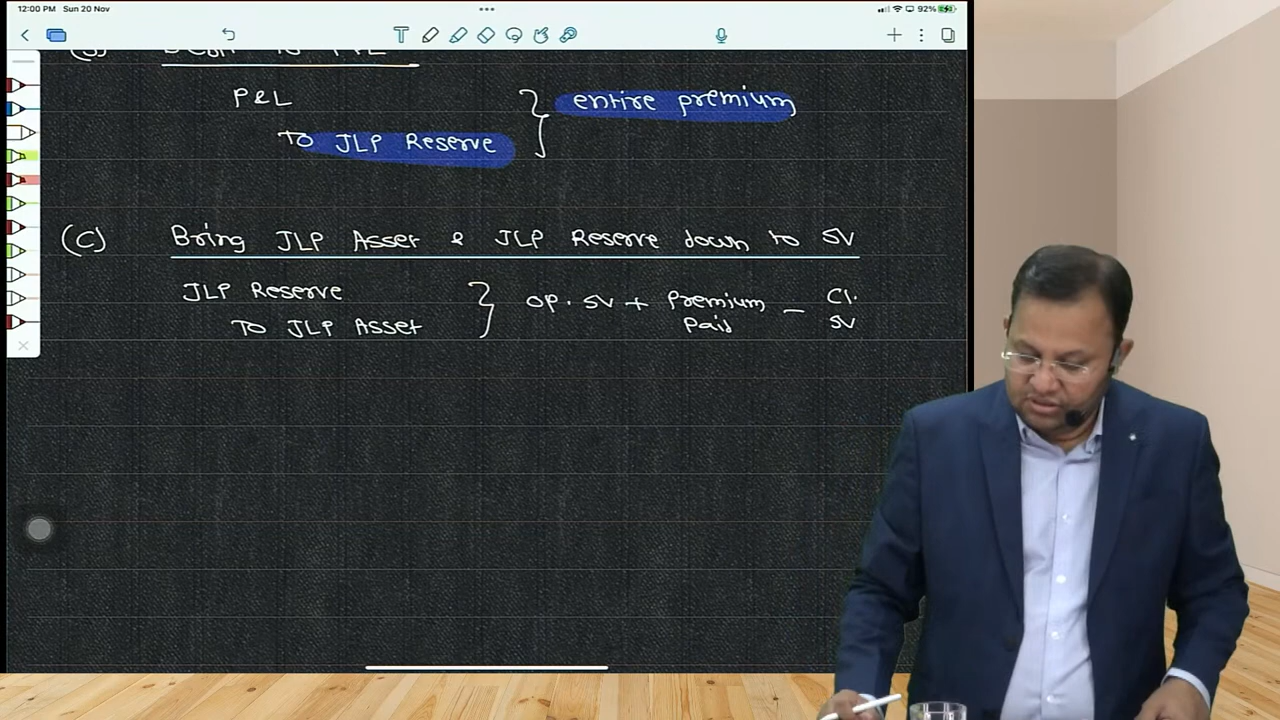 12:00 PM Sun 20 Nov
92%
P&L
To JLP Reserve } entire premium
(C) Bring JLP Asset & JLP Reserve down to SV
JLP Reserve
To JLP Asset } OP. SV + Premium Paid - Cl. SV